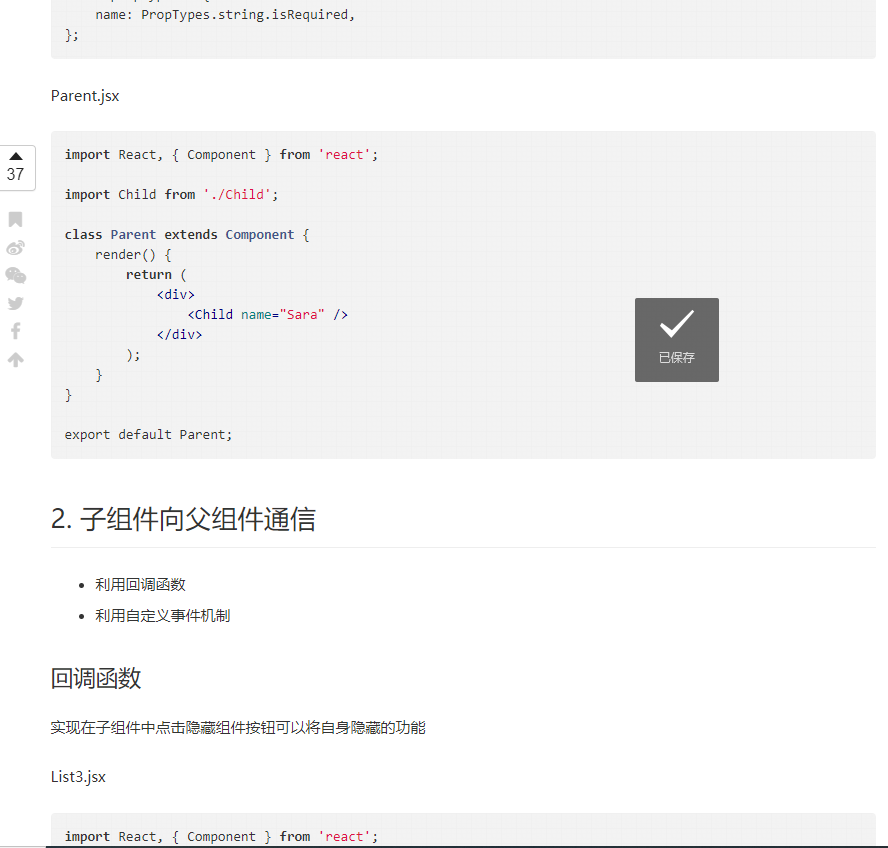 name: PropTypes.string.isRequired,
};
Parent.jsx
37
import React, { Component } from 'react';
import Child from './Child';
class Parent extends Component {
render() {
return (
<div>
<Child name="Sara" />
</div>
);
}
}
export default Parent;
已保存
2. 子组件向父组件通信
利用回调函数
利用自定义事件机制
回调函数
实现在子组件中点击隐藏组件按钮可以将自身隐藏的功能
List3.jsx
import React, { Component } from 'react';